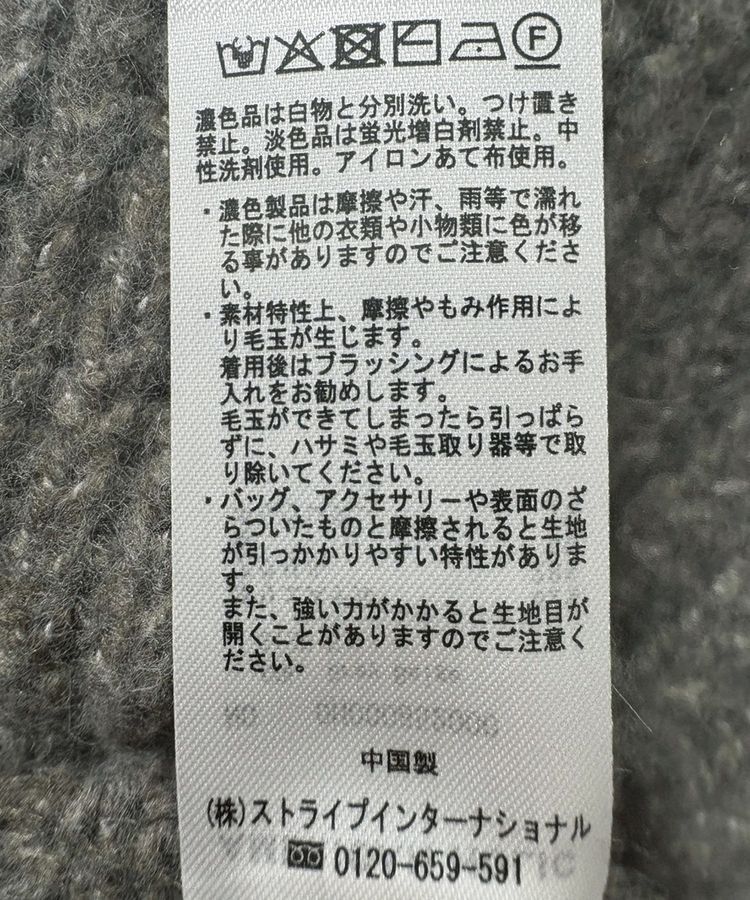 F
濃色品は白物と分別洗い。つけ置き
禁止。淡色品は蛍光増白剤禁止。中
性洗剤使用。アイロンあて布使用。
・濃色製品は摩擦や汗、雨等で濡れ
た際に他の衣類や小物類に色が移
る事がありますのでご注意くださ
い。
・素材特性上、摩擦やもみ作用によ
り毛玉が生じます。
着用後はブラッシングによるお手
入れをお勧めします。
毛玉ができてしまったら引っぱら
ずに、ハサミや毛玉取り器等で取
り除いてください。
・バッグ、アクセサリーや表面のざ
らついたものと摩擦されると生地
が引っかかりやすい特性がありま
す。
また、強い力がかかると生地目が
開くことがありますのでご注意く
ださい。
中国製
(株)ストライプインターナショナル
0120-659-591